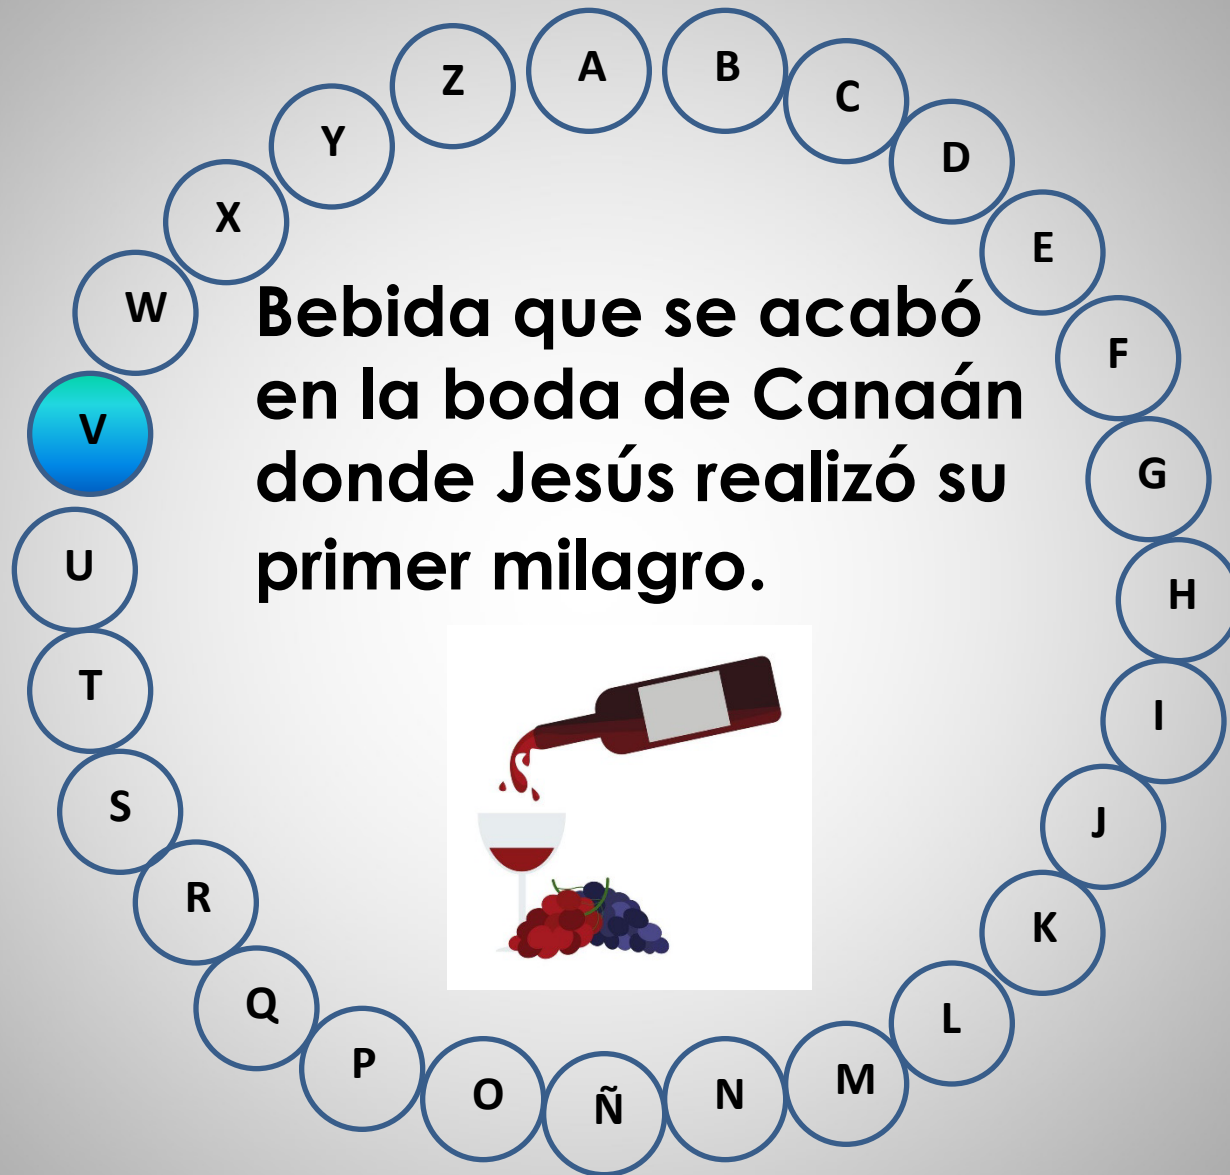 A
B
C
D
E
F
G
H
I
J
K
L
M
N
Ñ
O
P
Q
R
S
T
U
V
W
X
Y
Z
Bebida que se acabó
en la boda de Canaán
donde Jesús realizó su
primer milagro.